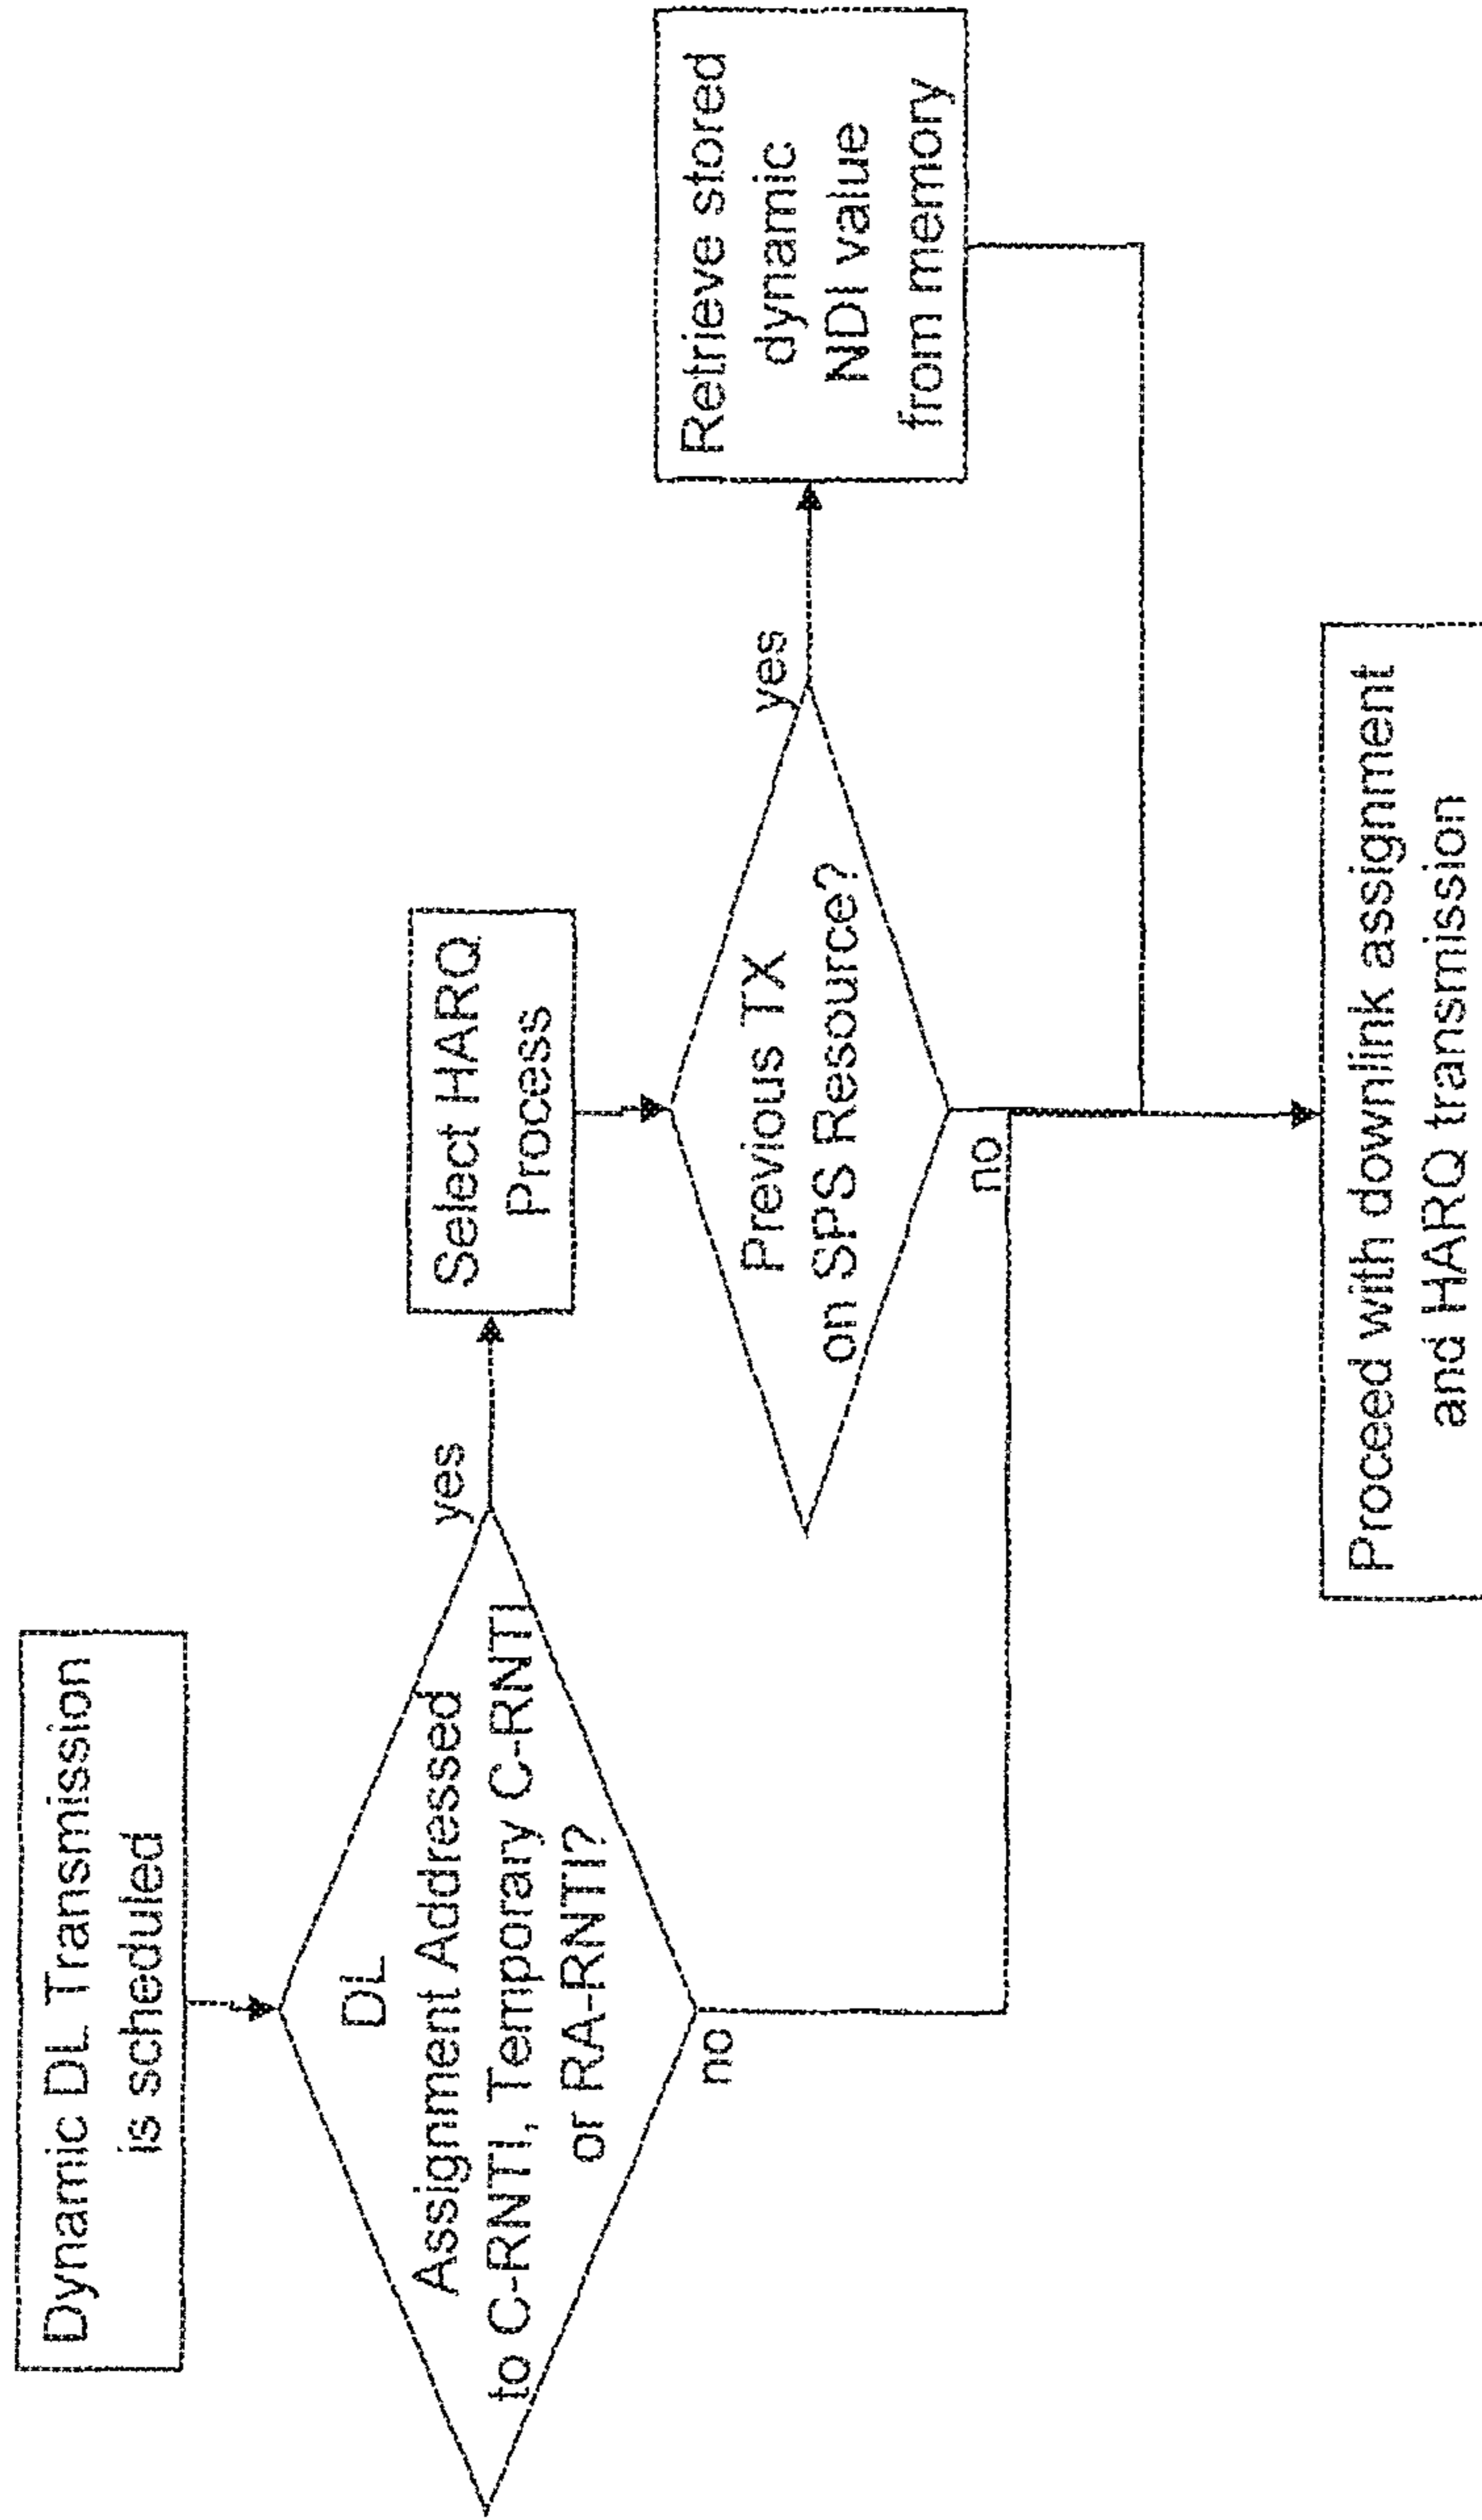 Dynamic DL Transmission
is scheduled
DL
Assignment Addressed
to C-RNTI, Temporary C-RNTI
or RA-RNTI?
yes
no
Select HARQ
Process
Previous TX
on SPS Resource?
yes
no
Retrieve stored
dynamic
NDI value
from memory
Proceed with downlink assignment
and HARQ transmission